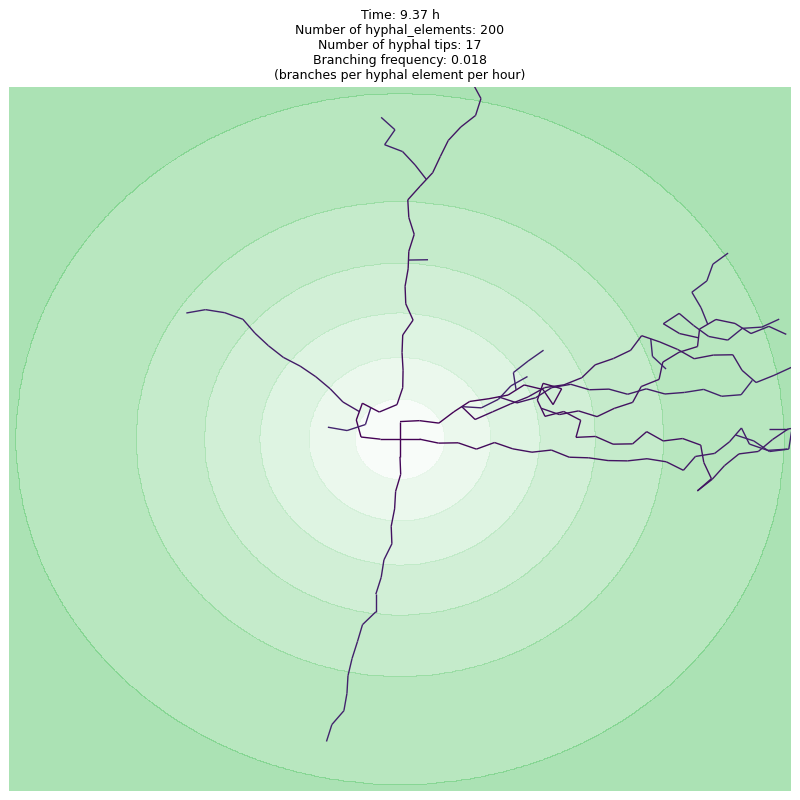 Time: 9.37 h
Number of hyphal_elements: 200
Number of hyphal tips: 17
Branching frequency: 0.018
(branches per hyphal element per hour)